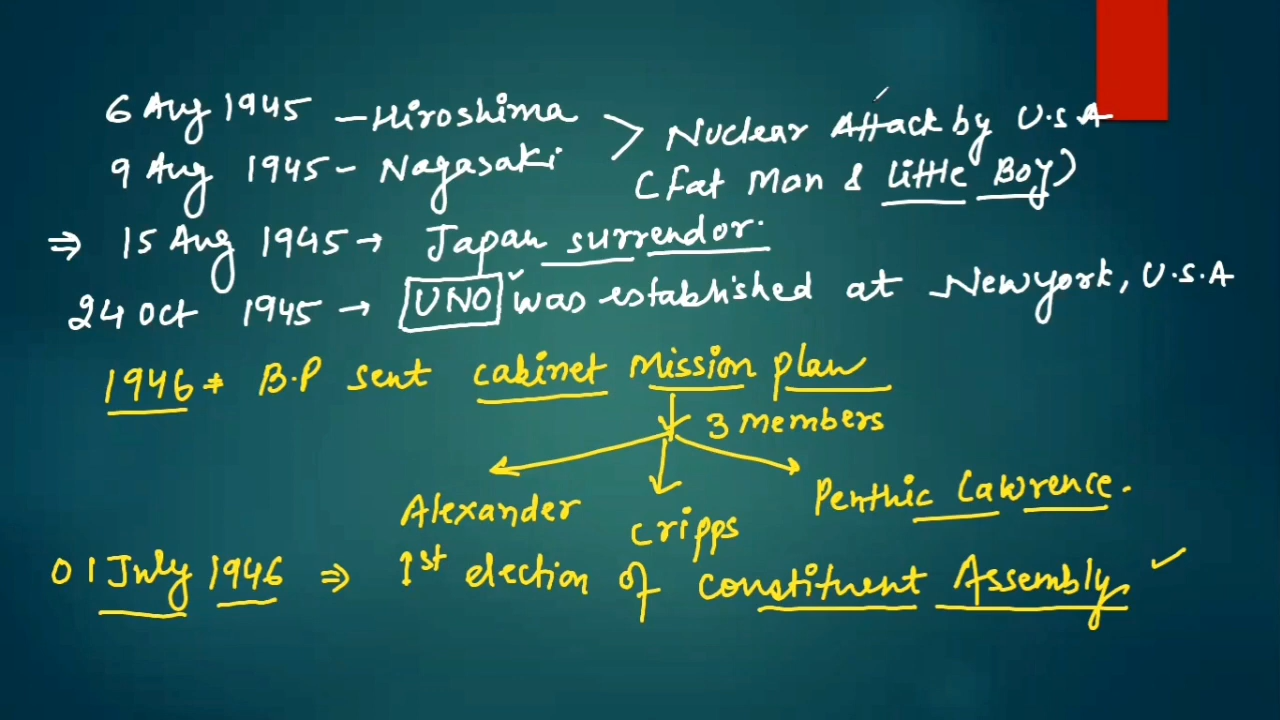 6 Aug 1945 - Hiroshima > Nuclear Attack by U.S.A
9 Aug 1945 - Nagasaki (Fat Man & Little Boy)
⇒ 15 Aug 1945 → Japan surrendor.
24 Oct 1945 → UNO was established at Newyork, U.S.A
1946 ⇒ B.P sent cabinet Mission plan
3 Members
Alexander Cripps Penthic Lawrence.
01 July 1946 ⇒ 1st election of constituent Assembly